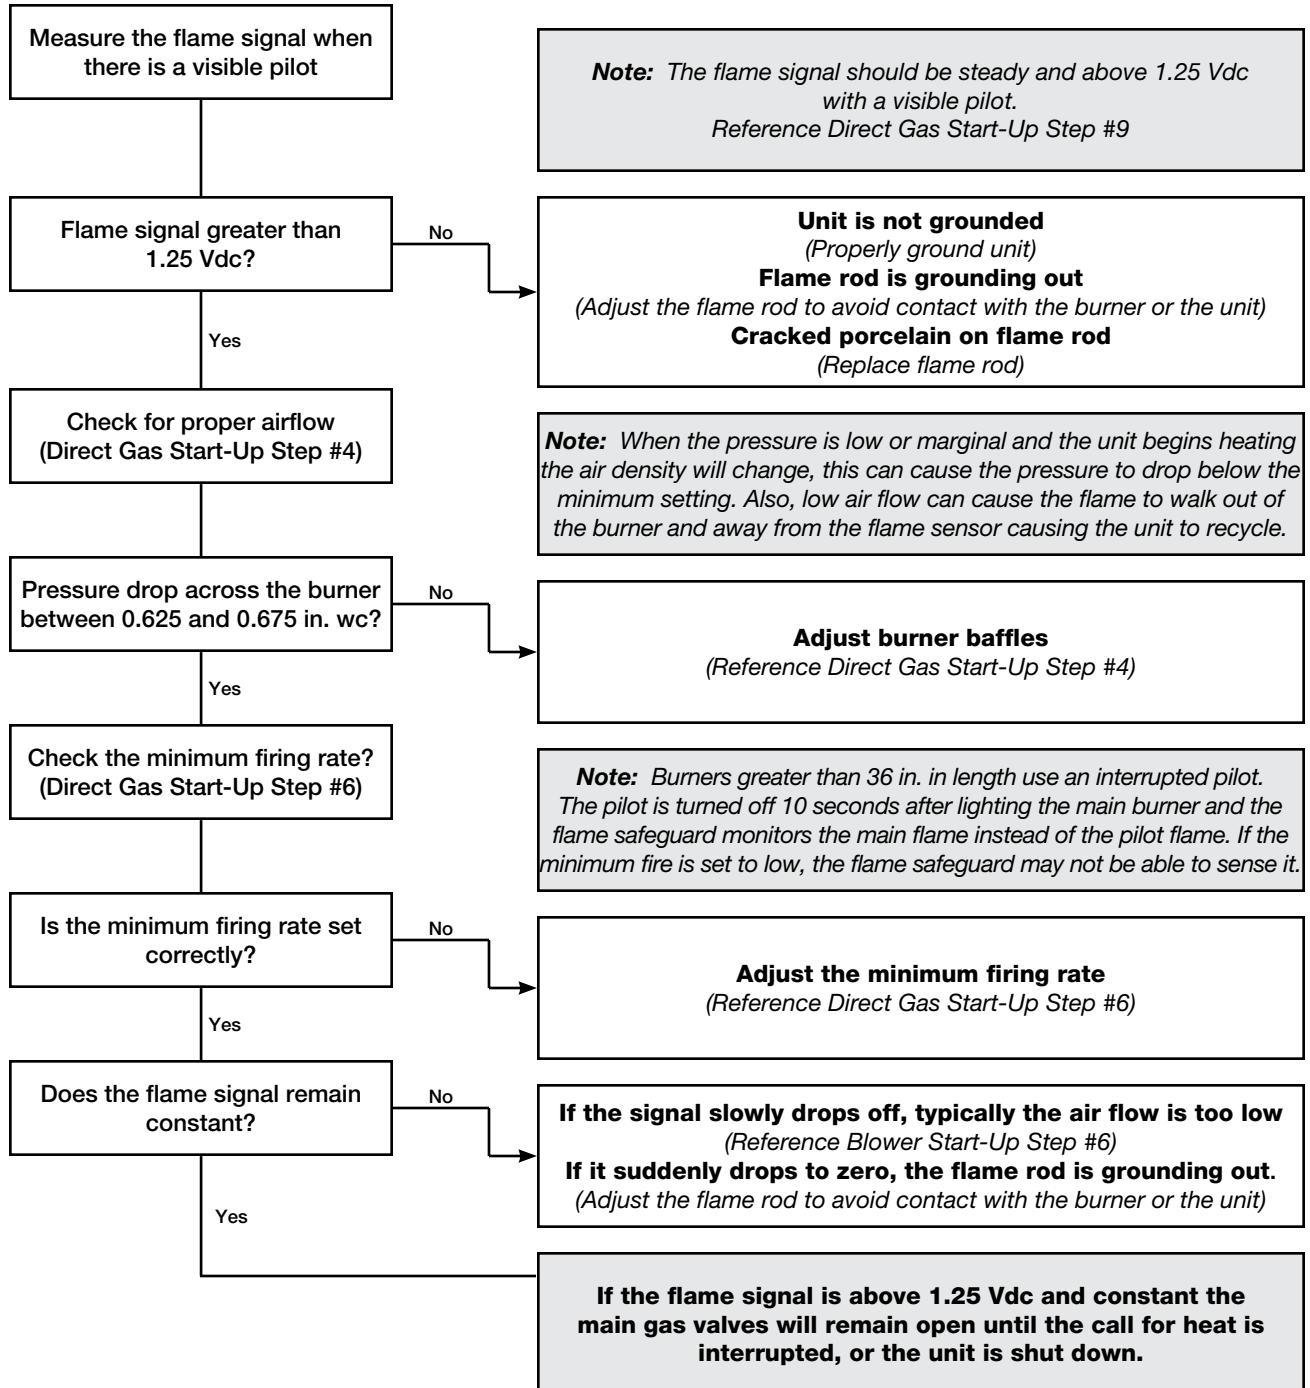 Measure the flame signal when
there is a visible pilot
Note: The flame signal should be steady and above 1.25 Vdc
with a visible pilot.
Reference Direct Gas Start-Up Step #9
Flame signal greater than
1.25 Vdc?
No
Unit is not grounded
(Properly ground unit)
Flame rod is grounding out
(Adjust the flame rod to avoid contact with the burner or the unit)
Cracked porcelain on flame rod
(Replace flame rod)
Yes
Check for proper airflow
(Direct Gas Start-Up Step #4)
Note: When the pressure is low or marginal and the unit begins heating
the air density will change, this can cause the pressure to drop below the
minimum setting. Also, low air flow can cause the flame to walk out of
the burner and away from the flame sensor causing the unit to recycle.
Pressure drop across the burner
between 0.625 and 0.675 in. wc?
No
Adjust burner baffles
(Reference Direct Gas Start-Up Step #4)
Yes
Check the minimum firing rate?
(Direct Gas Start-Up Step #6)
Note: Burners greater than 36 in. in length use an interrupted pilot.
The pilot is turned off 10 seconds after lighting the main burner and the
flame safeguard monitors the main flame instead of the pilot flame. If the
minimum fire is set to low, the flame safeguard may not be able to sense it.
Is the minimum firing rate set
correctly?
No
Adjust the minimum firing rate
(Reference Direct Gas Start-Up Step #6)
Yes
Does the flame signal remain
constant?
No
If the signal slowly drops off, typically the air flow is too low
(Reference Blower Start-Up Step #6)
If it suddenly drops to zero, the flame rod is grounding out.
(Adjust the flame rod to avoid contact with the burner or the unit)
Yes
If the flame signal is above 1.25 Vdc and constant the
main gas valves will remain open until the call for heat is
interrupted, or the unit is shut down.